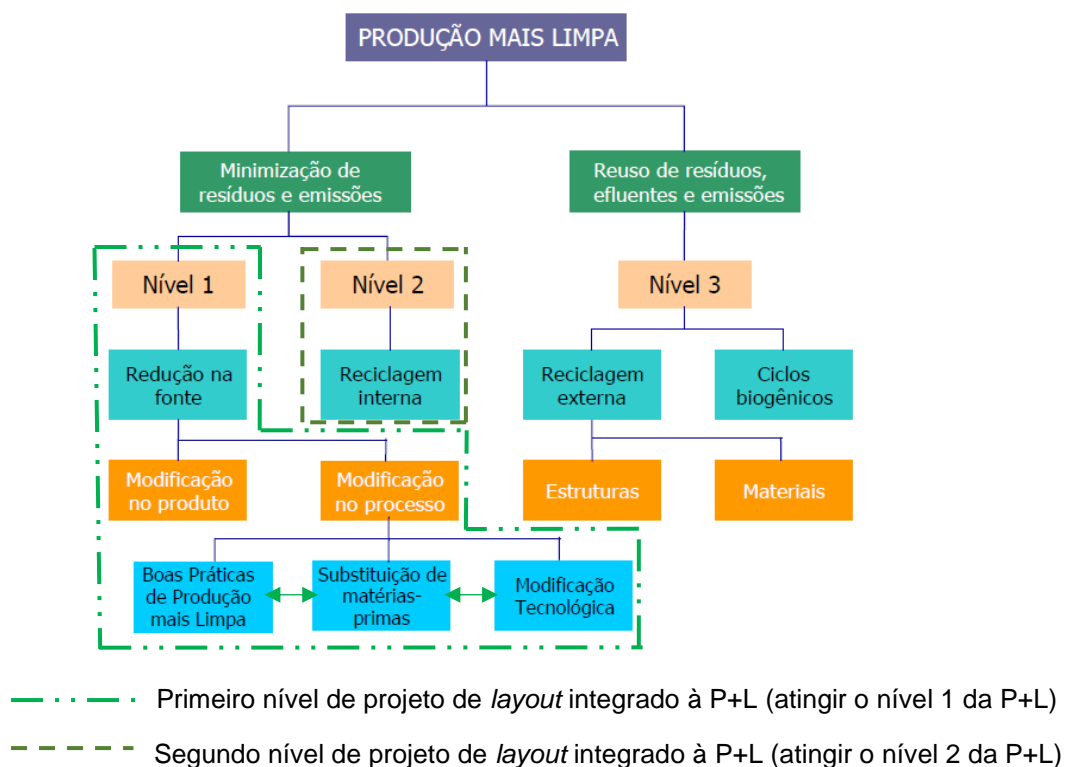 PRODUÇÃO MAIS LIMPA
Minimização de
resíduos e emissões
Reuso de resíduos,
efluentes e emissões
Nível 1
Nível 2
Nível 3
Redução na
fonte
Reciclagem
interna
Reciclagem
externa
Ciclos
biogênicos
Modificação
no produto
Modificação
no processo
Estruturas
Materiais
Boas Práticas
de Produção
mais Limpa
Substituição de
matérias-
primas
Modificação
Tecnológica
Primeiro nível de projeto de layout integrado à P+L (atingir o nível 1 da P+L)
Segundo nível de projeto de layout integrado à P+L (atingir o nível 2 da P+L)